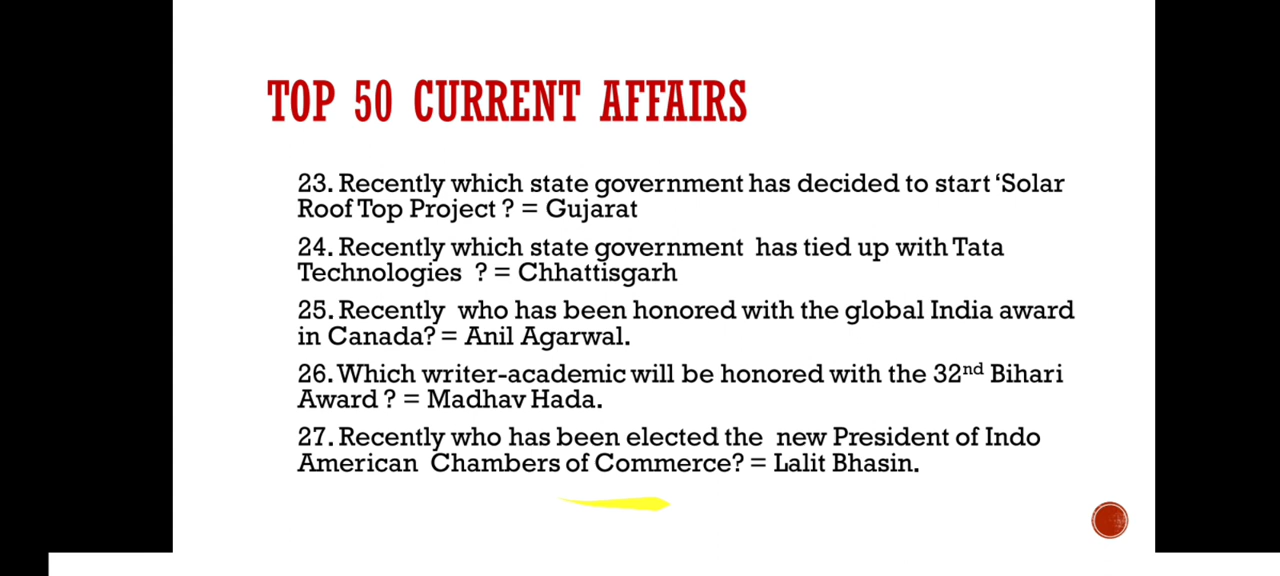 TOP 50 CURRENT AFFAIRS
23. Recently which state government has decided to start ‘Solar
Roof Top Project ? = Gujarat
24. Recently which state government has tied up with Tata
Technologies ? = Chhattisgarh
25. Recently who has been honored with the global India award
in Canada? = Anil Agarwal.
26. Which writer-academic will be honored with the 32nd Bihari
Award ? = Madhav Hada.
27. Recently who has been elected the new President of Indo
American Chambers of Commerce? = Lalit Bhasin.